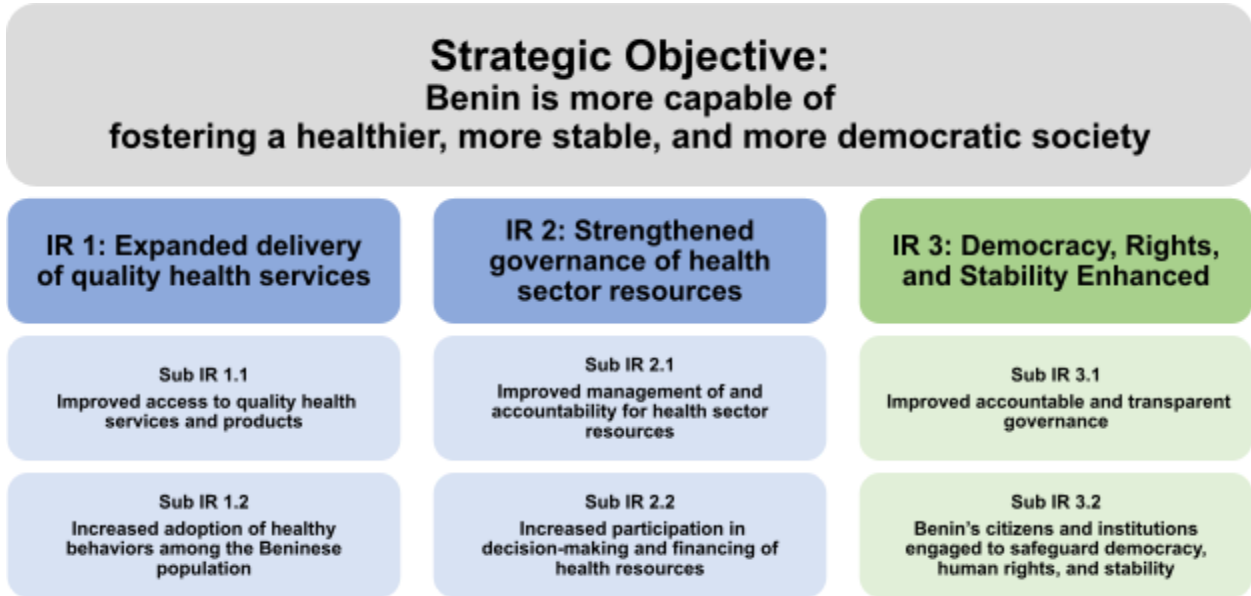 Strategic Objective:
Benin is more capable of
fostering a healthier, more stable, and more democratic society
IR 1: Expanded delivery
of quality health services
IR 2: Strengthened
governance of health
sector resources
IR 3: Democracy, Rights,
and Stability Enhanced
Sub IR 1.1
Improved access to quality health
services and products
Sub IR 2.1
Improved management of and
accountability for health sector
resources
Sub IR 3.1
Improved accountable and transparent
governance
Sub IR 1.2
Increased adoption of healthy
behaviors among the Beninese
population
Sub IR 2.2
Increased participation in
decision-making and financing of
health resources
Sub IR 3.2
Benin's citizens and institutions
engaged to safeguard democracy,
human rights, and stability